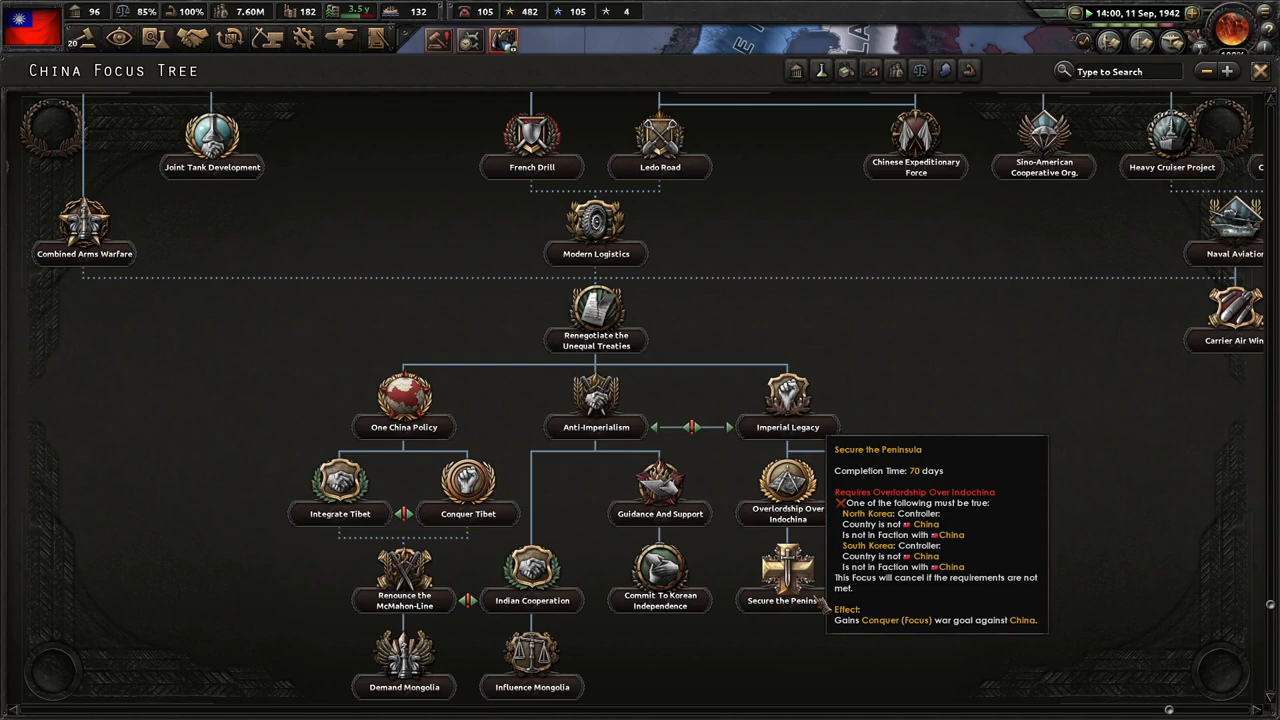 96 85% 100% 7.60M 182 3.5 y 132 105 482 105 4 14:00, 11 Sep, 1942
20
100%
China Focus Tree
Type to Search
Joint Tank Development
French Drill
Ledo Road
Chinese Expeditionary
Force
Sino-American
Cooperative Org.
Heavy Cruiser Project
Combined Arms Warfare
Modern Logistics
Naval Aviation
Renegotiate the
Unequal Treaties
Carrier Air Win
One China Policy
Anti-Imperialism
Imperial Legacy
Integrate Tibet
Conquer Tibet
Guidance And Support
Overlordship Over
Indochina
Renounce the
McMahon-Line
Indian Cooperation
Commit To Korean
Independence
Secure the Penins
Demand Mongolia
Influence Mongolia
Secure the Peninsula
Completion Time: 70 days
Requires Overlordship Over Indochina
One of the following must be true:
North Korea: Controller:
Country is not China
Is not in Faction with China
South Korea: Controller:
Country is not China
Is not in Faction with China
This Focus will cancel if the requirements are not
met.
Effect:
Gains Conquer (Focus) war goal against China.